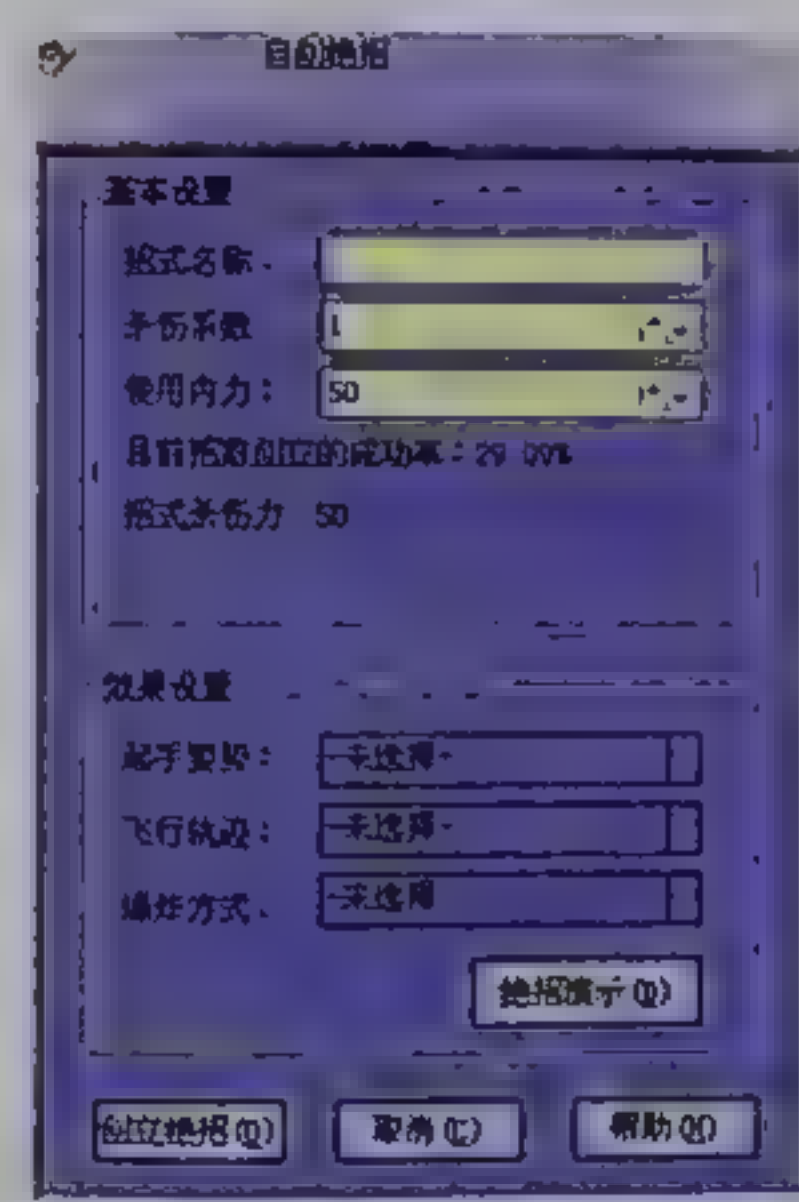 自创绝招
基本设置
招式名称:
杀伤系数
使用内力: 50
1
目前招数创立的成功率:29 00%
招式杀伤力 50
效果设置
起手姿势: -未选择-
飞行轨迹: -未选择-
爆炸方式: -未选择
绝招演示
创立绝招
取消(C)
帮助(H)